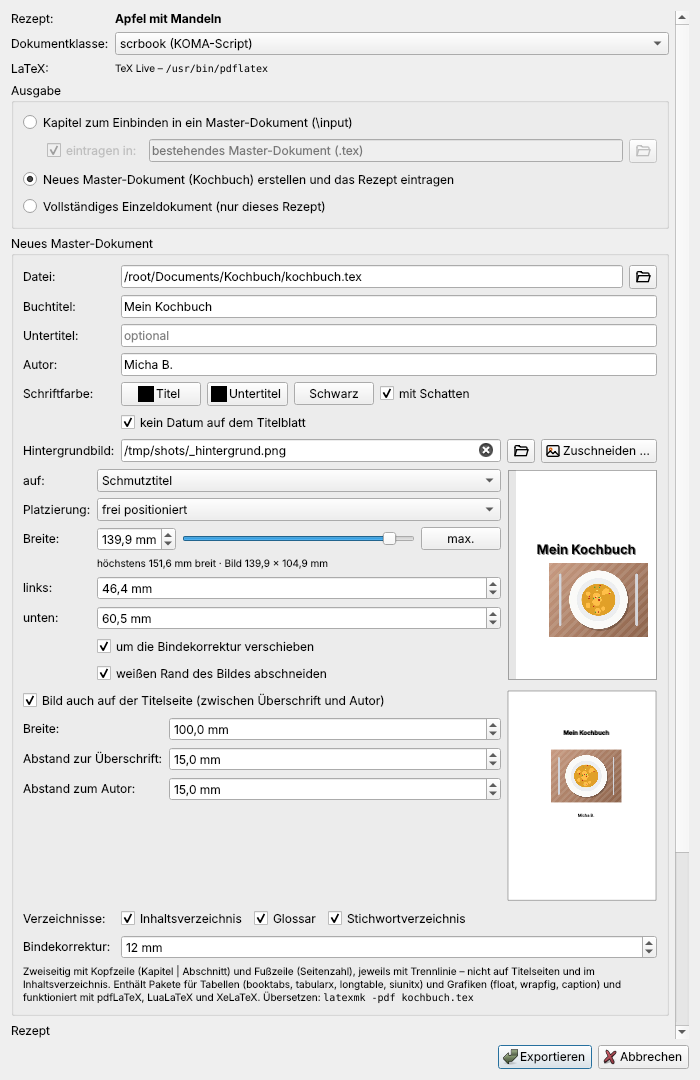 Rezept: Apfel mit Mandeln
Dokumentklasse: scrbook (KOMA-Script)
LaTeX: TeX Live – /usr/bin/pdflatex
Ausgabe
Kapitel zum Einbinden in ein Master-Dokument (\input)
eintragen in: bestehendes Master-Dokument (.tex)
Neues Master-Dokument (Kochbuch) erstellen und das Rezept eintragen
Vollständiges Einzeldokument (nur dieses Rezept)
Neues Master-Dokument
Datei: /root/Documents/Kochbuch/kochbuch.tex
Buchtitel: Mein Kochbuch
Untertitel: optional
Autor: Micha B.
Schriftfarbe: Titel Untertitel Schwarz mit Schatten
kein Datum auf dem Titelblatt
Hintergrundbild: /tmp/shots/_hintergrund.png Zuschneiden ...
auf: Schmutztitel
Platzierung: frei positioniert
Breite: 139,9 mm max.
höchstens 151,6 mm breit · Bild 139,9 × 104,9 mm
links: 46,4 mm
unten: 60,5 mm
um die Bindekorrektur verschieben
weißen Rand des Bildes abschneiden
Mein Kochbuch
Bild auch auf der Titelseite (zwischen Überschrift und Autor)
Breite: 100,0 mm
Abstand zur Überschrift: 15,0 mm
Abstand zum Autor: 15,0 mm
Mein Kochbuch
Micha B.
Verzeichnisse: Inhaltsverzeichnis Glossar Stichwortverzeichnis
Bindekorrektur: 12 mm
Zweiseitig mit Kopfzeile (Kapitel | Abschnitt) und Fußzeile (Seitenzahl), jeweils mit Trennlinie – nicht auf Titelseiten und im
Inhaltsverzeichnis. Enthält Pakete für Tabellen (booktabs, tabularx, longtable, siunitx) und Grafiken (float, wrapfig, caption) und
funktioniert mit pdfLaTeX, LuaLaTeX und XeLaTeX. Übersetzen: latexmk -pdf kochbuch.tex
Rezept
Exportieren Abbrechen